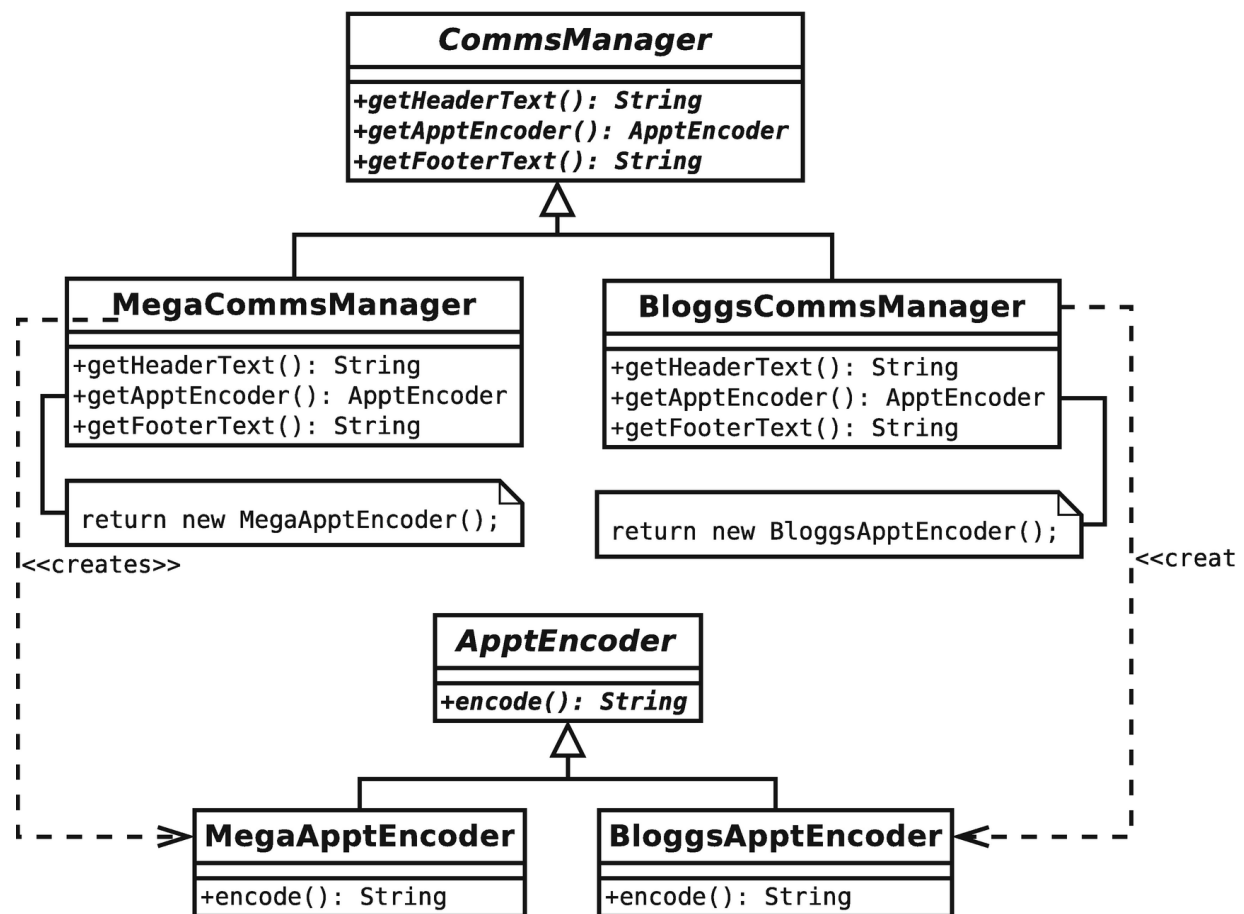 CommsManager
+getHeaderText(): String
+getApptEncoder(): ApptEncoder
+getFooterText(): String
MegaCommsManager
+getHeaderText(): String
+getApptEncoder(): ApptEncoder
+getFooterText(): String
return new MegaApptEncoder();
<<creates>>
BloggsCommsManager
+getHeaderText(): String
+getApptEncoder(): ApptEncoder
+getFooterText(): String
return new BloggsApptEncoder();
<<creat
ApptEncoder
+encode(): String
MegaApptEncoder
+encode(): String
BloggsApptEncoder
+encode(): String